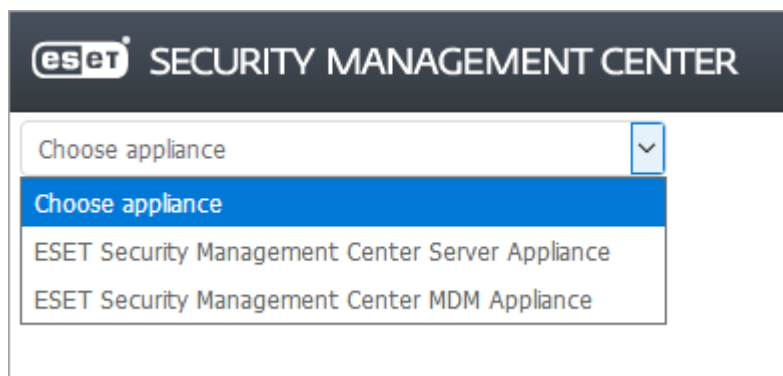 eset SECURITY MANAGEMENT CENTER
Choose appliance
Choose appliance
ESET Security Management Center Server Appliance
ESET Security Management Center MDM Appliance